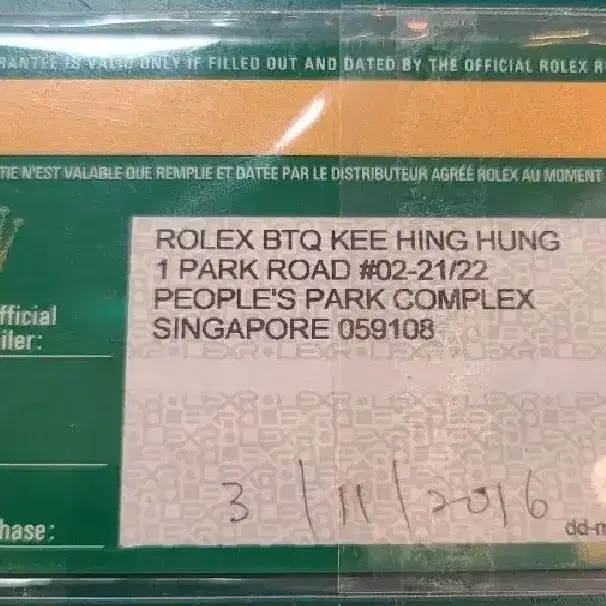 RANTEE IS VALID ONLY IF FILLED OUT AND DATED BY THE OFFICIAL ROLEX R
TIE N'EST VALABLE QUE REMPLIE ET DATÉE PAR LE DISTRIBUTEUR AGRÉÉ ROLEX AU MOMENT
ROLEX BTQ KEE HING HUNG
1 PARK ROAD #02-21/22
PEOPLE'S PARK COMPLEX
SINGAPORE 059108
fficial
iler:
3/11/2016
hase:
dd-m